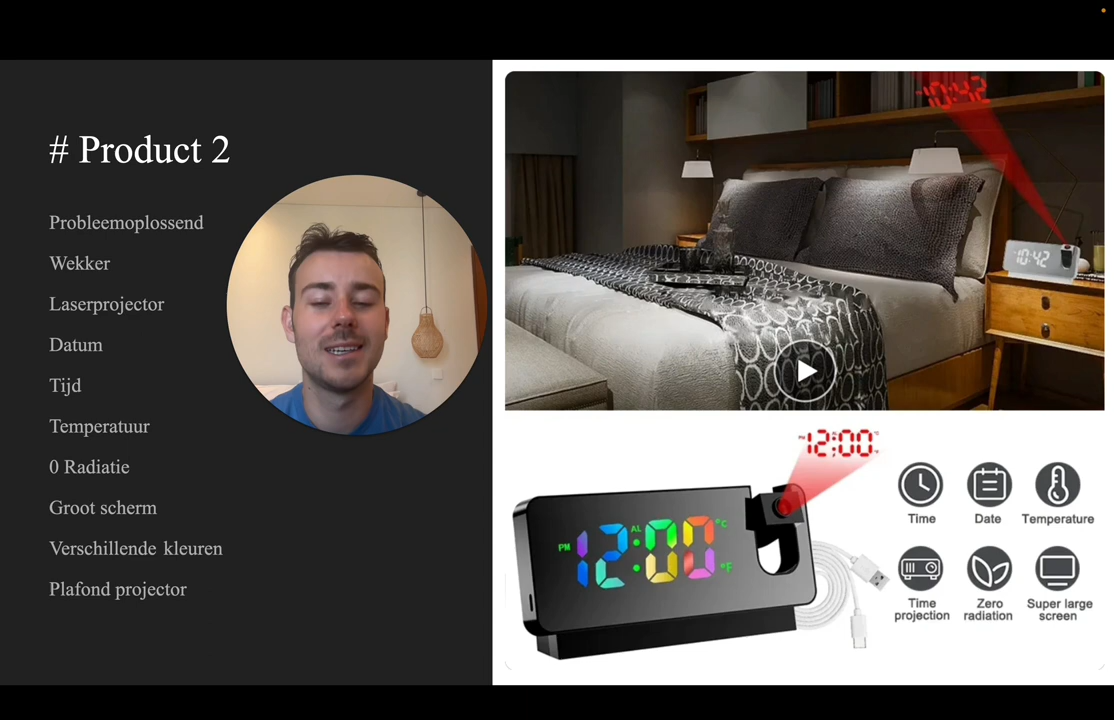 # Product 2
Probleemoplossend
Wekker
Laserprojector
Datum
Tijd
Temperatuur
0 Radiatie
Groot scherm
Verschillende kleuren
Plafond projector
10:42
10:42
12:00
PM
AL
12:00
°C
°F
Time
Date
Temperature
Time
projection
Zero
radiation
Super large
screen